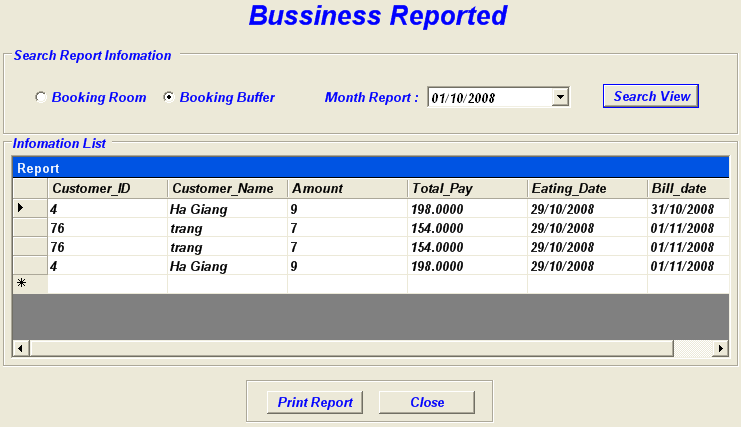 Bussiness Reported
Search Report Infomation
Booking Room Booking Buffer Month Report : 01/10/2008 Search View
Infomation List
Report
Customer_ID Customer_Name Amount Total_Pay Eating_Date Bill_date
4 Ha Giang 9 198.0000 29/10/2008 31/10/2008
76 trang 7 154.0000 29/10/2008 01/11/2008
76 trang 7 154.0000 29/10/2008 01/11/2008
4 Ha Giang 9 198.0000 29/10/2008 01/11/2008
Print Report Close